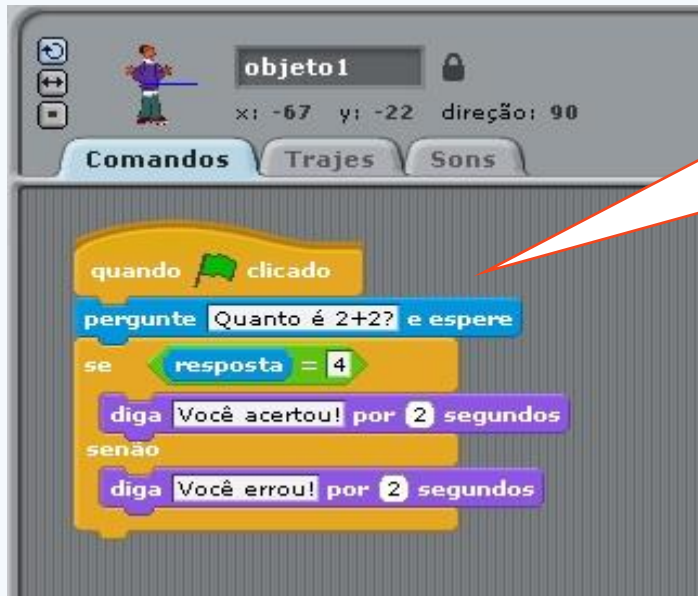 objeto1
x: -67 y: -22 direção: 90
Comandos Trajes Sons
quando clicado
pergunte Quanto é 2+2? e espere
se resposta = 4
diga Você acertou! por 2 segundos
senão
diga Você errou! por 2 segundos